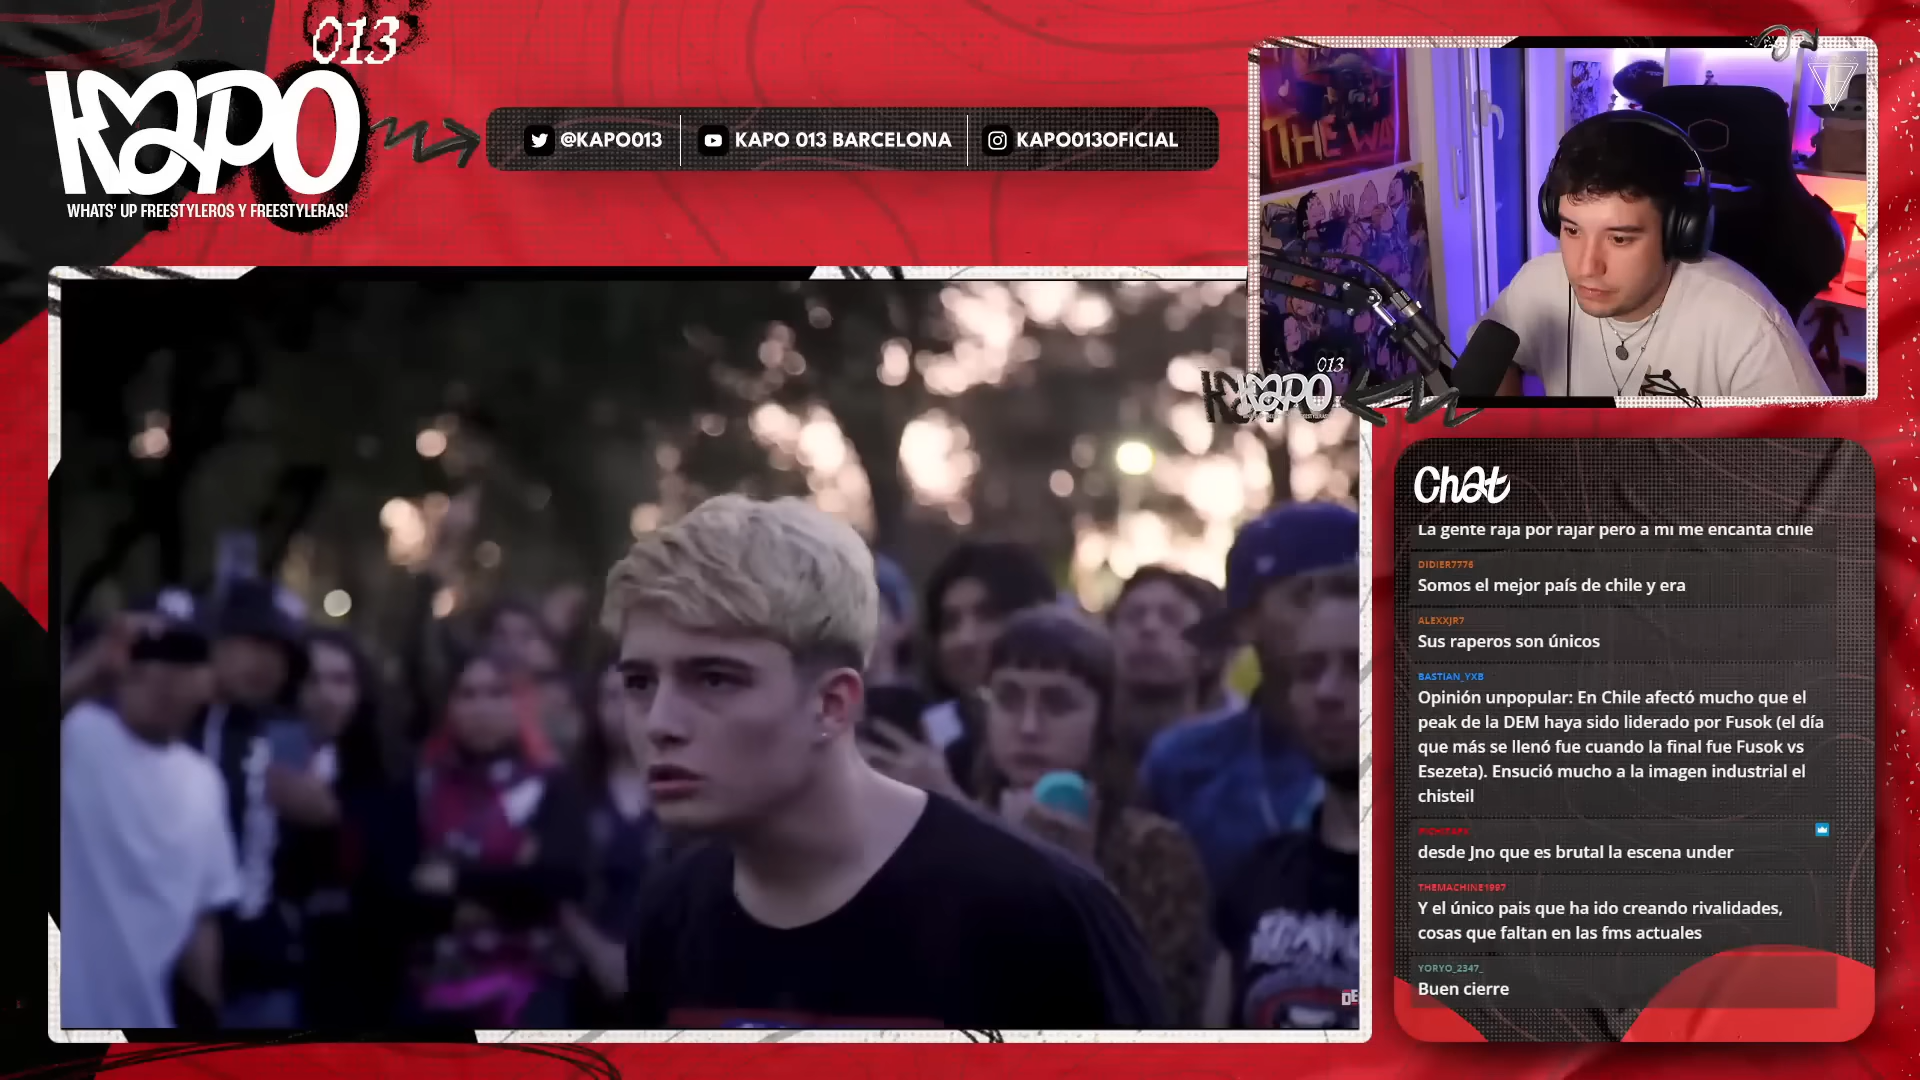 013
KAPO
WHATS' UP FREESTYLEROS Y FREESTYLERAS!
@KAPO013
KAPO 013 BARCELONA
KAPO013OFICIAL
THE WA
013
KAPO
Chat
La gente raja por rajar pero a mi me encanta chile
DIDIER7776
Somos el mejor país de chile y era
ALEXXJR7
Sus raperos son únicos
BASTIAN_YXB
Opinión unpopular: En Chile afectó mucho que el
peak de la DEM haya sido liderado por Fusok (el día
que más se llenó fue cuando la final fue Fusok vs
Esezeta). Ensució mucho a la imagen industrial el
chisteil
desde Jno que es brutal la escena under
THEMACHINE1997
Y el único pais que ha ido creando rivalidades,
cosas que faltan en las fms actuales
YORYO_2347_
Buen cierre
DE